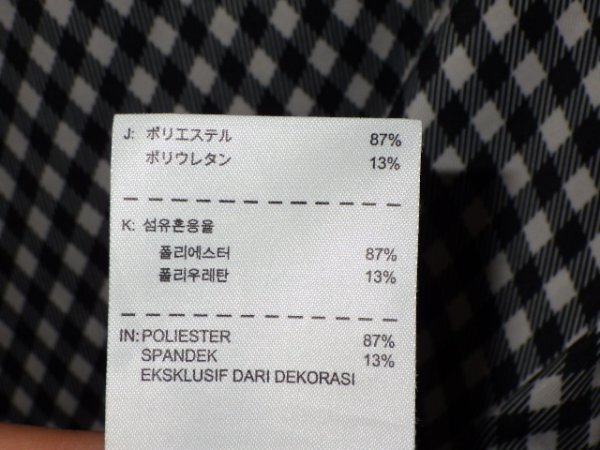 J: ポリエステル 87%
ポリウレタン 13%
K: 섬유혼용율
폴리에스터 87%
폴리우레탄 13%
IN: POLIESTER 87%
SPANDEK 13%
EKSKLUSIF DARI DEKORASI